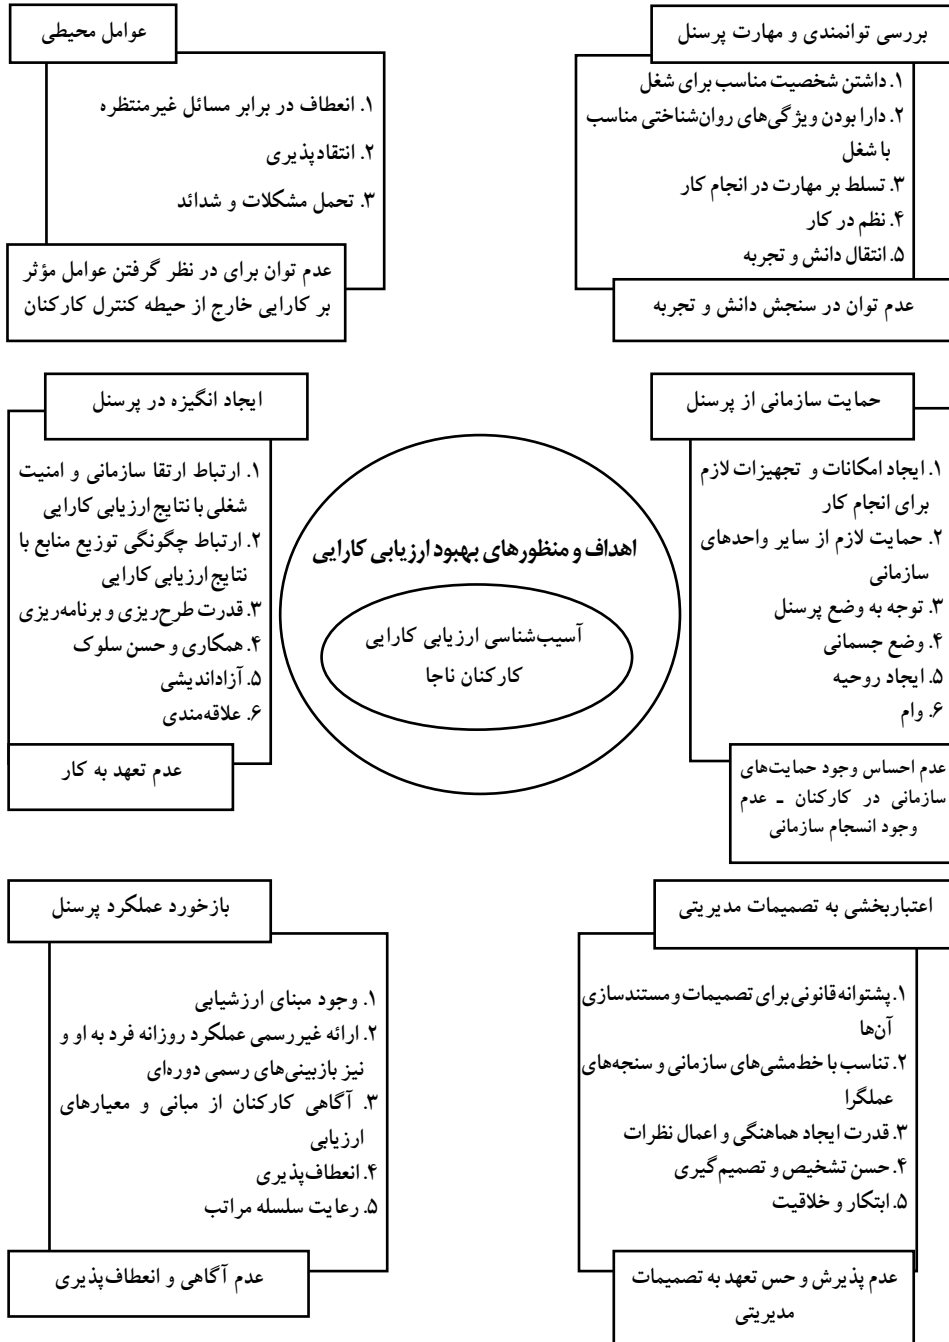 بررسی توانمندی و مهارت پرسنل
۱. داشتن شخصیت مناسب برای شغل
۲. دارا بودن ویژگی‌های روان‌شناختی مناسب
با شغل
۳. تسلط بر مهارت در انجام کار
۴. نظم در کار
۵. انتقال دانش و تجربه
عدم توان در سنجش دانش و تجربه
عوامل محیطی
۱. انعطاف در برابر مسائل غیرمنتظره
۲. انتقادپذیری
۳. تحمل مشکلات و شدائد
عدم توان برای در نظر گرفتن عوامل مؤثر
بر کارایی خارج از حیطه کنترل کارکنان
حمایت سازمانی از پرسنل
۱. ایجاد امکانات و تجهیزات لازم
برای انجام کار
۲. حمایت لازم از سایر واحدهای
سازمانی
۳. توجه به وضع پرسنل
۴. وضع جسمانی
۵. ایجاد روحیه
۶. وام
عدم احساس وجود حمایت‌های
سازمانی در کارکنان ـ عدم
وجود انسجام سازمانی
اهداف و منظورهای بهبود ارزیابی کارایی
آسیب‌شناسی ارزیابی کارایی
کارکنان ناجا
ایجاد انگیزه در پرسنل
۱. ارتباط ارتقا سازمانی و امنیت
شغلی با نتایج ارزیابی کارایی
۲. ارتباط چگونگی توزیع منابع با
نتایج ارزیابی کارایی
۳. قدرت طرح‌ریزی و برنامه‌ریزی
۴. همکاری و حسن سلوک
۵. آزاداندیشی
۶. علاقه‌مندی
عدم تعهد به کار
اعتباربخشی به تصمیمات مدیریتی
۱. پشتوانه قانونی برای تصمیمات و مستندسازی
آن‌ها
۲. تناسب با خط‌مشی‌های سازمانی و سنجه‌های
عملگرا
۳. قدرت ایجاد هماهنگی و اعمال نظرات
۴. حسن تشخیص و تصمیم‌گیری
۵. ابتکار و خلاقیت
عدم پذیرش و حس تعهد به تصمیمات
مدیریتی
بازخورد عملکرد پرسنل
۱. وجود مبنای ارزشیابی
۲. ارائه غیررسمی عملکرد روزانه فرد به او و
نیز بازبینی‌های رسمی دوره‌ای
۳. آگاهی کارکنان از مبانی و معیارهای
ارزیابی
۴. انعطاف‌پذیری
۵. رعایت سلسله مراتب
عدم آگاهی و انعطاف‌پذیری